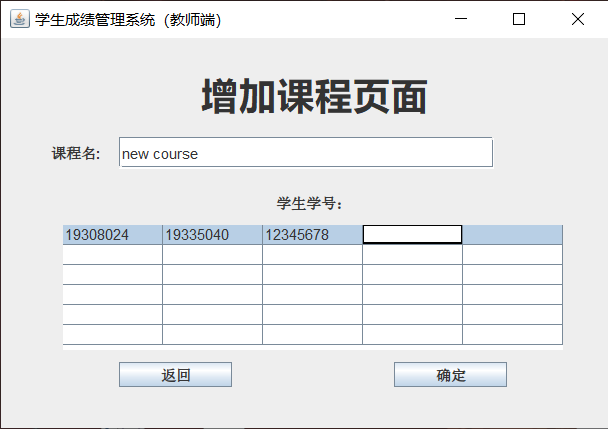 学生成绩管理系统（教师端）
增加课程页面
课程名: new course
学生学号：
19308024 19335040 12345678
返回 确定